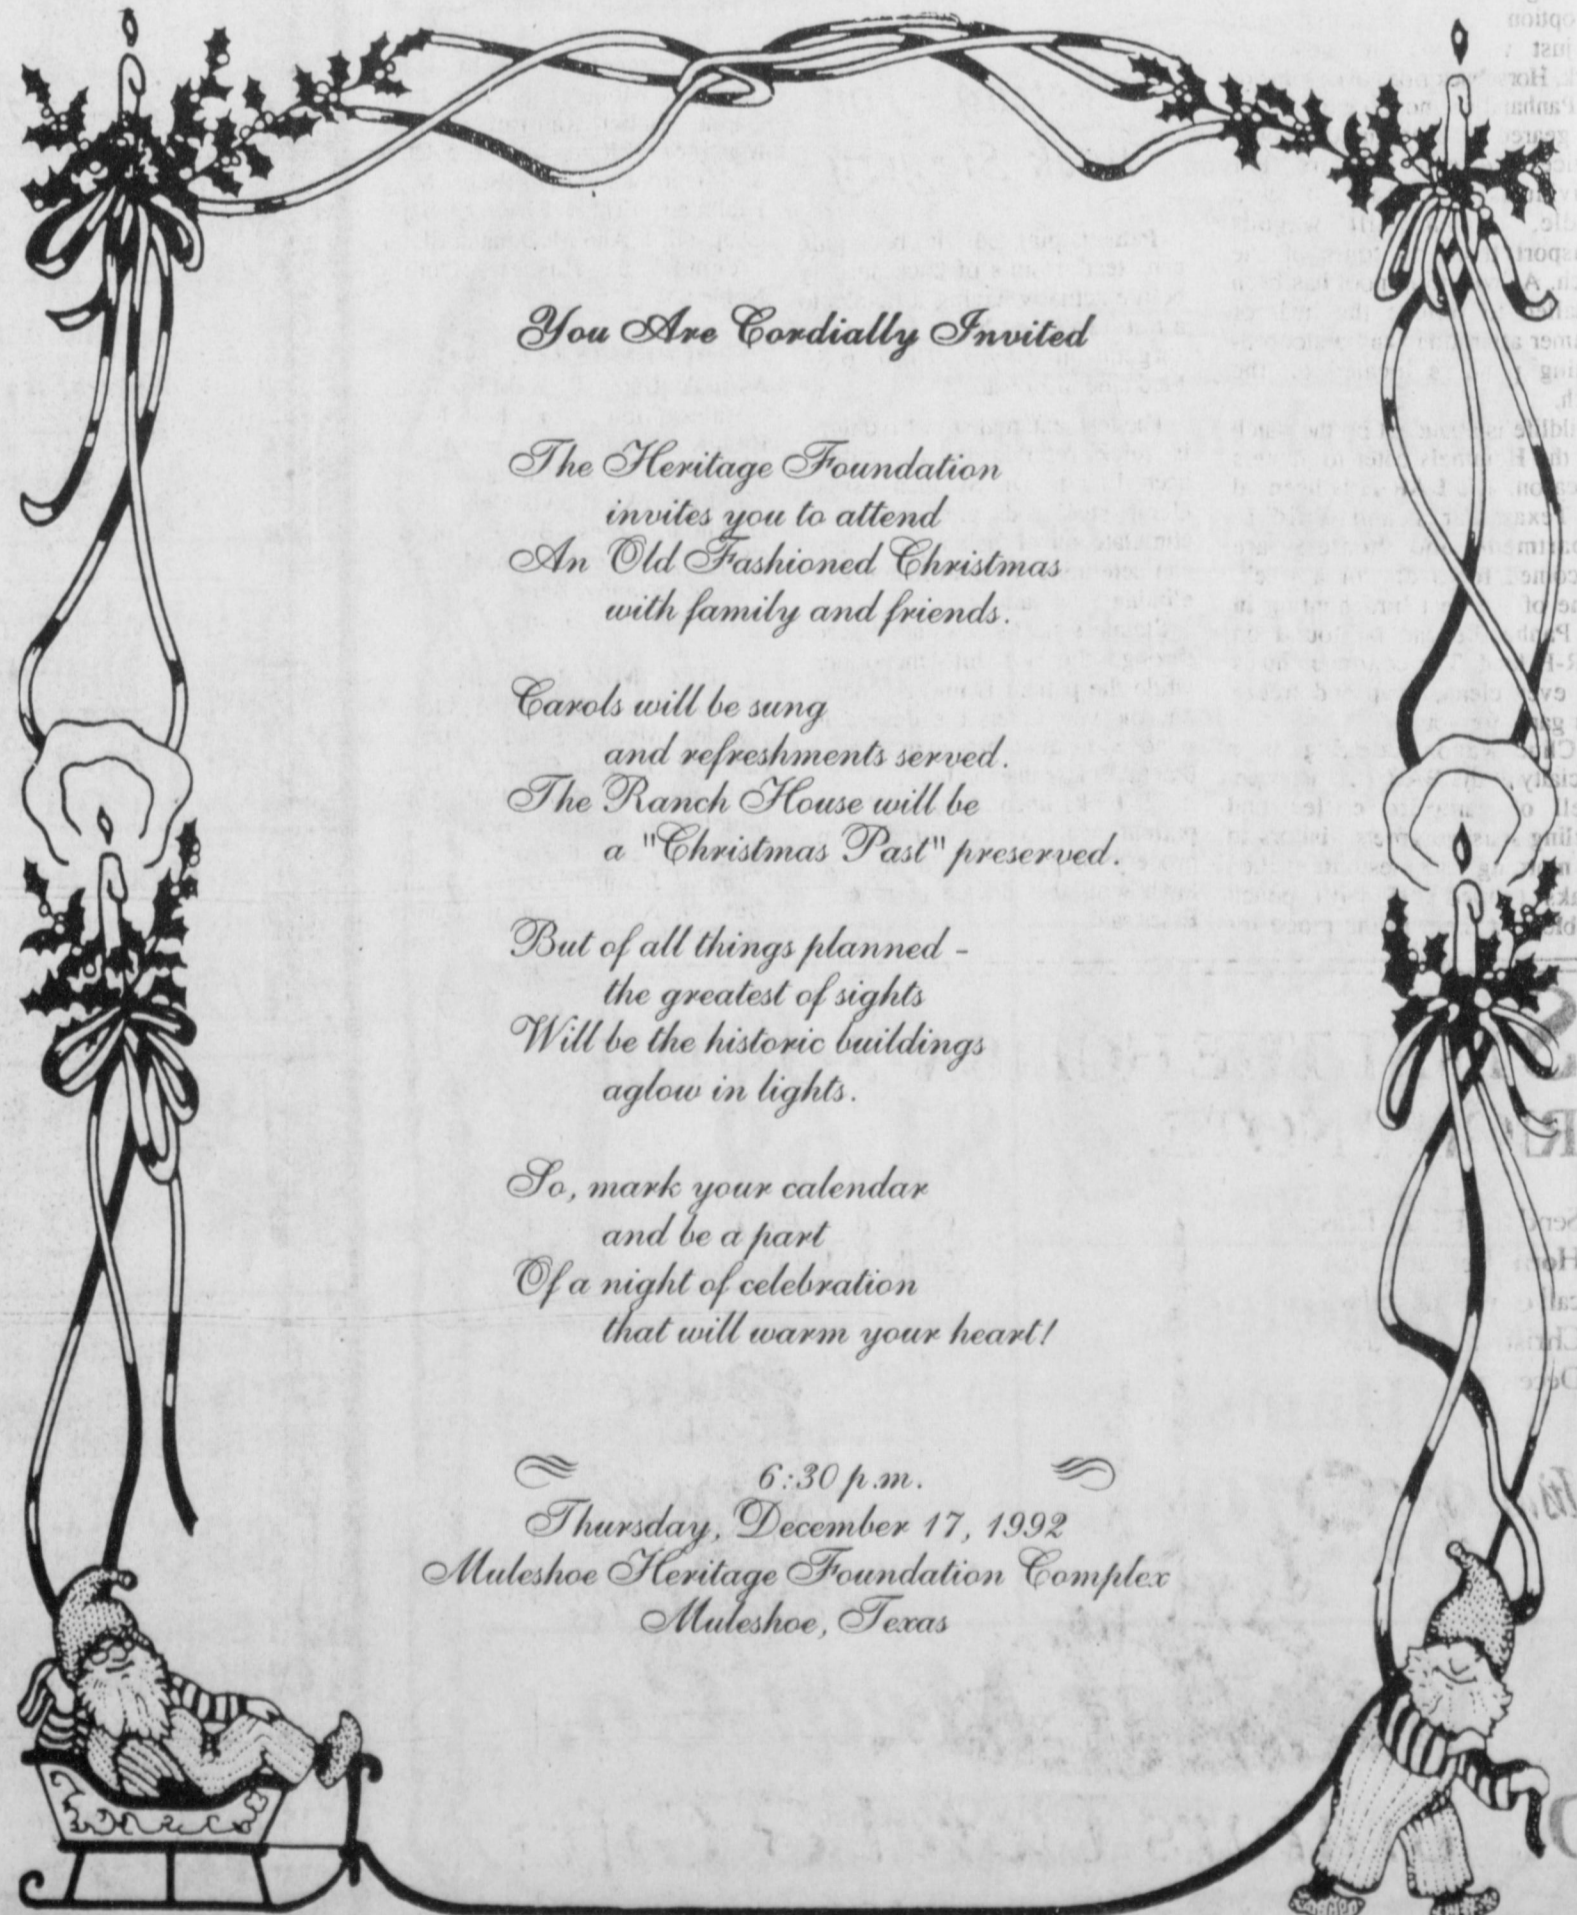 You Are Cordially Invited
The Heritage Foundation
invites you to attend
An Old Fashioned Christmas
with family and friends.
Carols will be sung
and refreshments served.
The Ranch House will be
a "Christmas Past" preserved.
But of all things planned -
the greatest of sights
Will be the historic buildings
aglow in lights.
So, mark your calendar
and be a part
Of a night of celebration
that will warm your heart!
6:30 p.m.
Thursday, December 17, 1992
Muleshoe Heritage Foundation Complex
Muleshoe, Texas